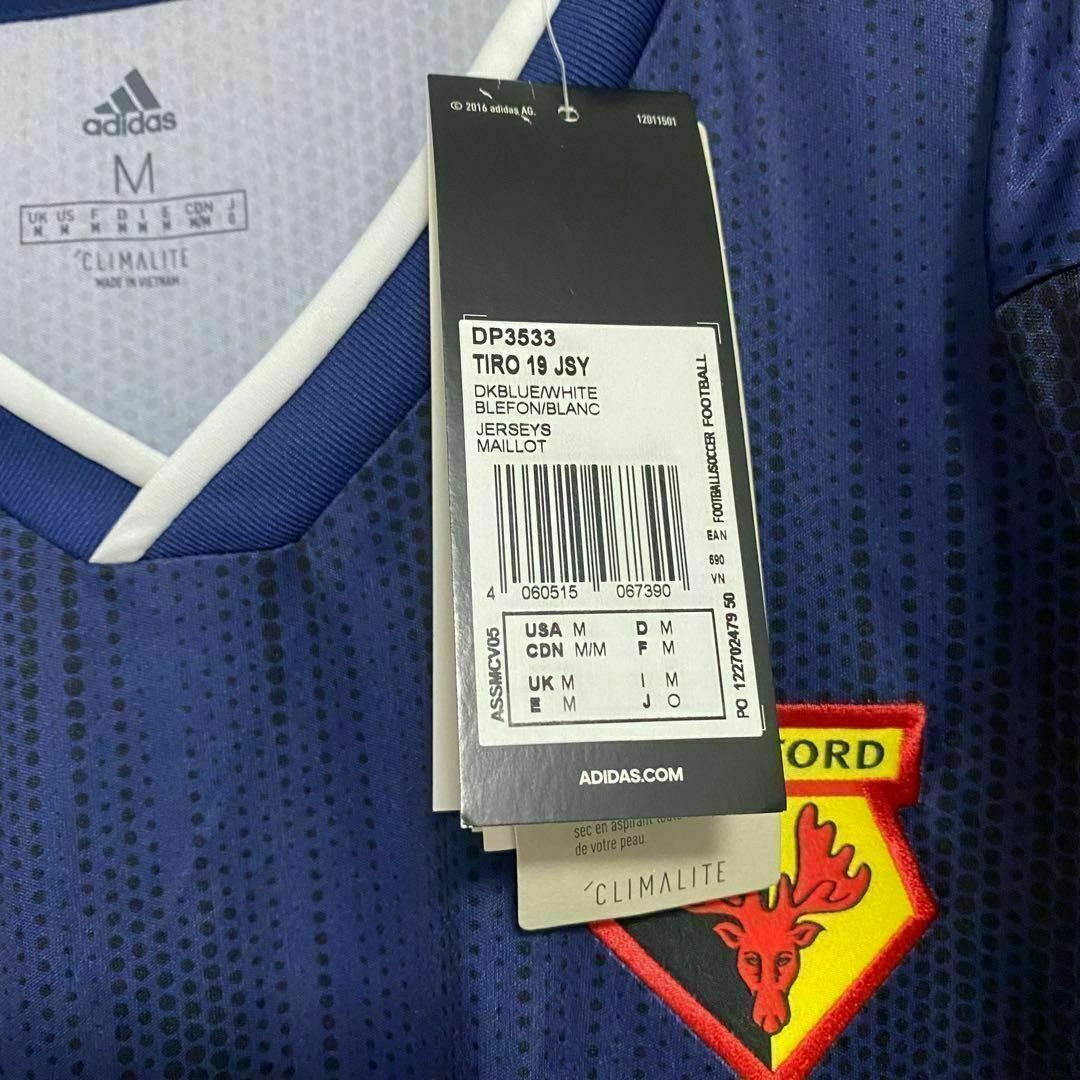 adidas
M
UK US F D I E CDN J
M M M M M M M/M O
CLIMALITE
MADE IN VIETNAM
© 2016 adidas AG.
12011501
DP3533
TIRO 19 JSY
DKBLUE/WHITE
BLEFON/BLANC
JERSEYS
MAILLOT
4 060515 067390
USA M D M
CDN M/M F M
UK M I M
E M J O
ASSMCV05
FOOTBALL/SOCCER FOOTBALL
EAN 690 VN
PO 122702479 50
ADIDAS.COM
sec en aspirant
de votre peau.
CLIMALITE
FORD